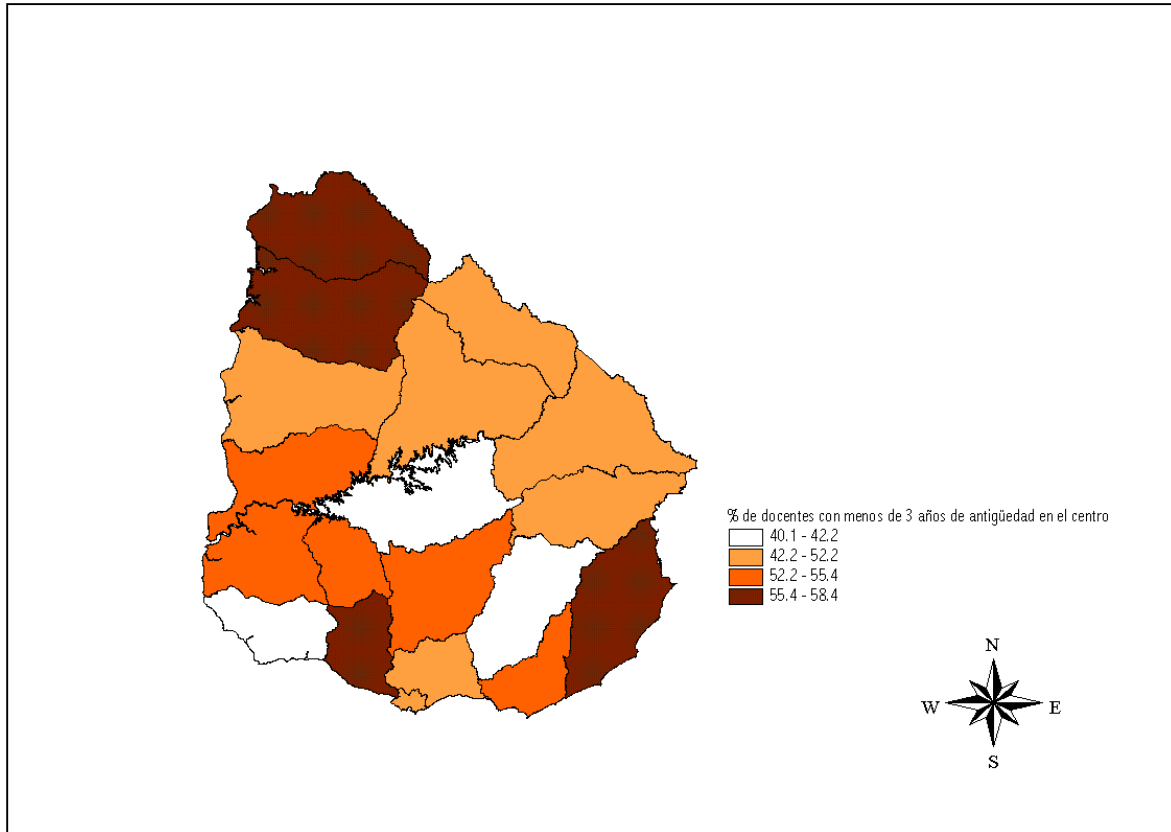 % de docentes con menos de 3 años de antigüedad en el centro
40.1 - 42.2
42.2 - 52.2
52.2 - 55.4
55.4 - 58.4
N
W E
S